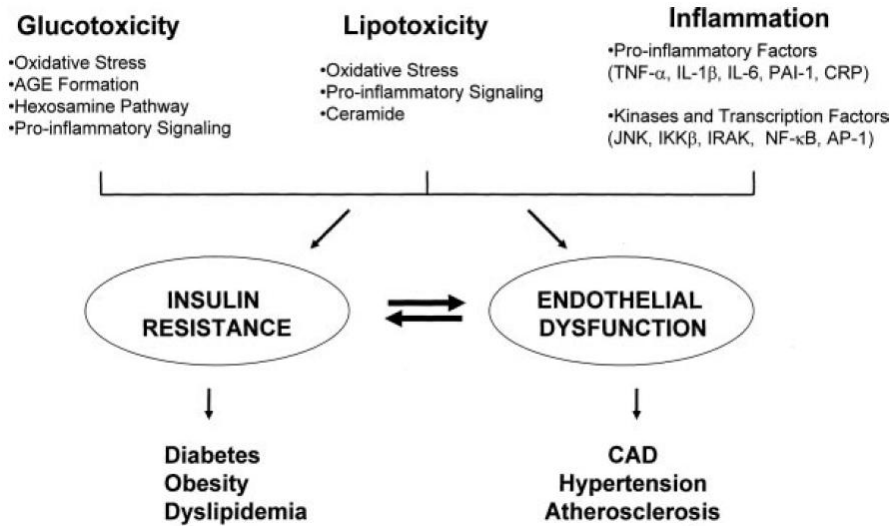 Glucotoxicity
•Oxidative Stress
•AGE Formation
•Hexosamine Pathway
•Pro-inflammatory Signaling
Lipotoxicity
•Oxidative Stress
•Pro-inflammatory Signaling
•Ceramide
Inflammation
•Pro-inflammatory Factors
(TNF-α, IL-1β, IL-6, PAI-1, CRP)
•Kinases and Transcription Factors
(JNK, IKKβ, IRAK, NF-κB, AP-1)
INSULIN
RESISTANCE
ENDOTHELIAL
DYSFUNCTION
Diabetes
Obesity
Dyslipidemia
CAD
Hypertension
Atherosclerosis